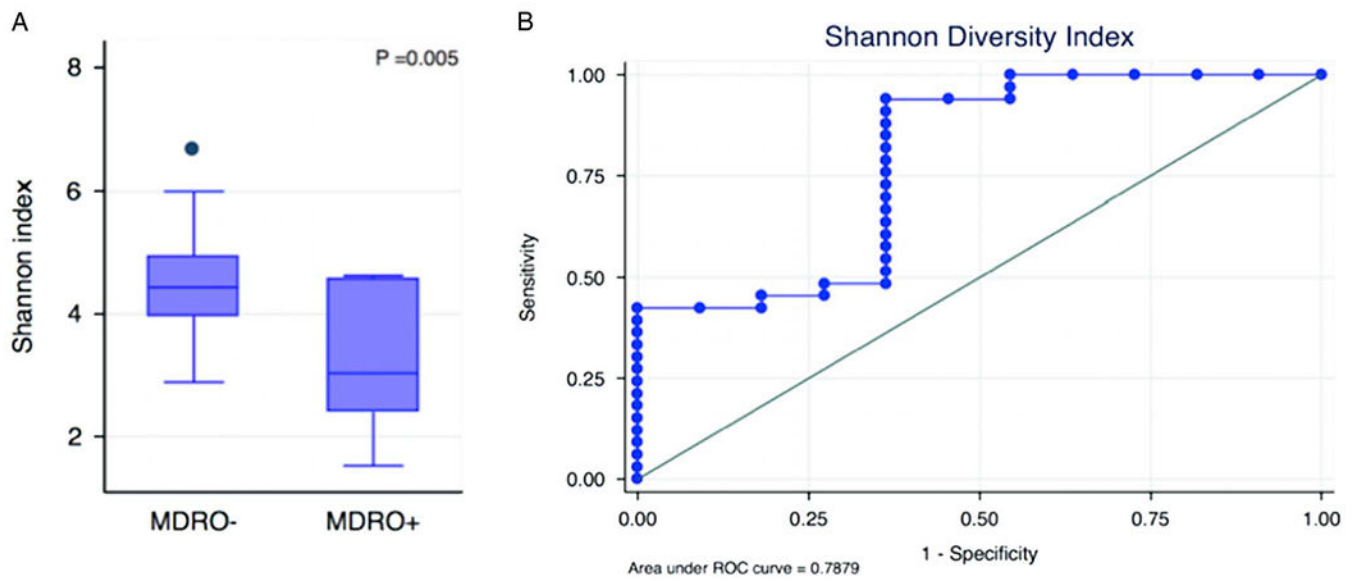 A
P =0.005
Shannon index
8
6
4
2
MDRO-
MDRO+
B
Shannon Diversity Index
Sensitivity
1.00
0.75
0.50
0.25
0.00
0.00
0.25
0.50
0.75
1.00
1 - Specificity
Area under ROC curve = 0.7879